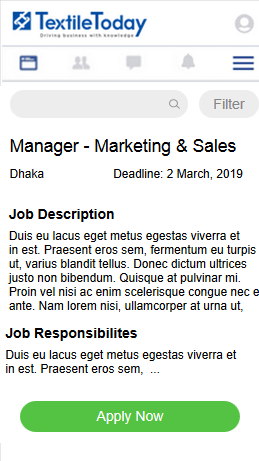 TextileToday
Driving business with knowledge
Filter
Manager - Marketing & Sales
Dhaka Deadline: 2 March, 2019
Job Description
Duis eu lacus eget metus egestas viverra et
in est. Praesent eros sem, fermentum eu turpis
ut, varius blandit tellus. Donec dictum ultrices
justo non bibendum. Quisque at pulvinar mi.
Proin vel nisi ac enim scelerisque congue nec e
ante. Nam lorem nisi, ullamcorper at urna ut,
Job Responsibilites
Duis eu lacus eget metus egestas viverra et
in est. Praesent eros sem, ...
Apply Now